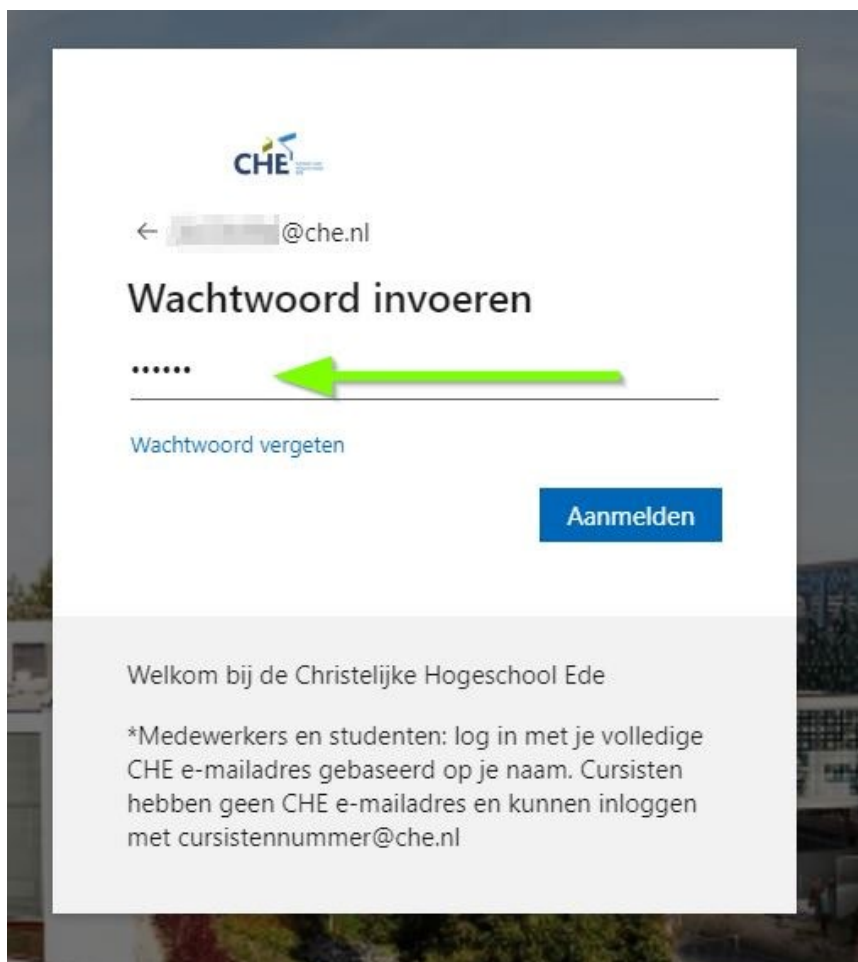 CHE
← @che.nl
Wachtwoord invoeren
••••••
Wachtwoord vergeten
Aanmelden
Welkom bij de Christelijke Hogeschool Ede
*Medewerkers en studenten: log in met je volledige
CHE e-mailadres gebaseerd op je naam. Cursisten
hebben geen CHE e-mailadres en kunnen inloggen
met cursistennummer@che.nl